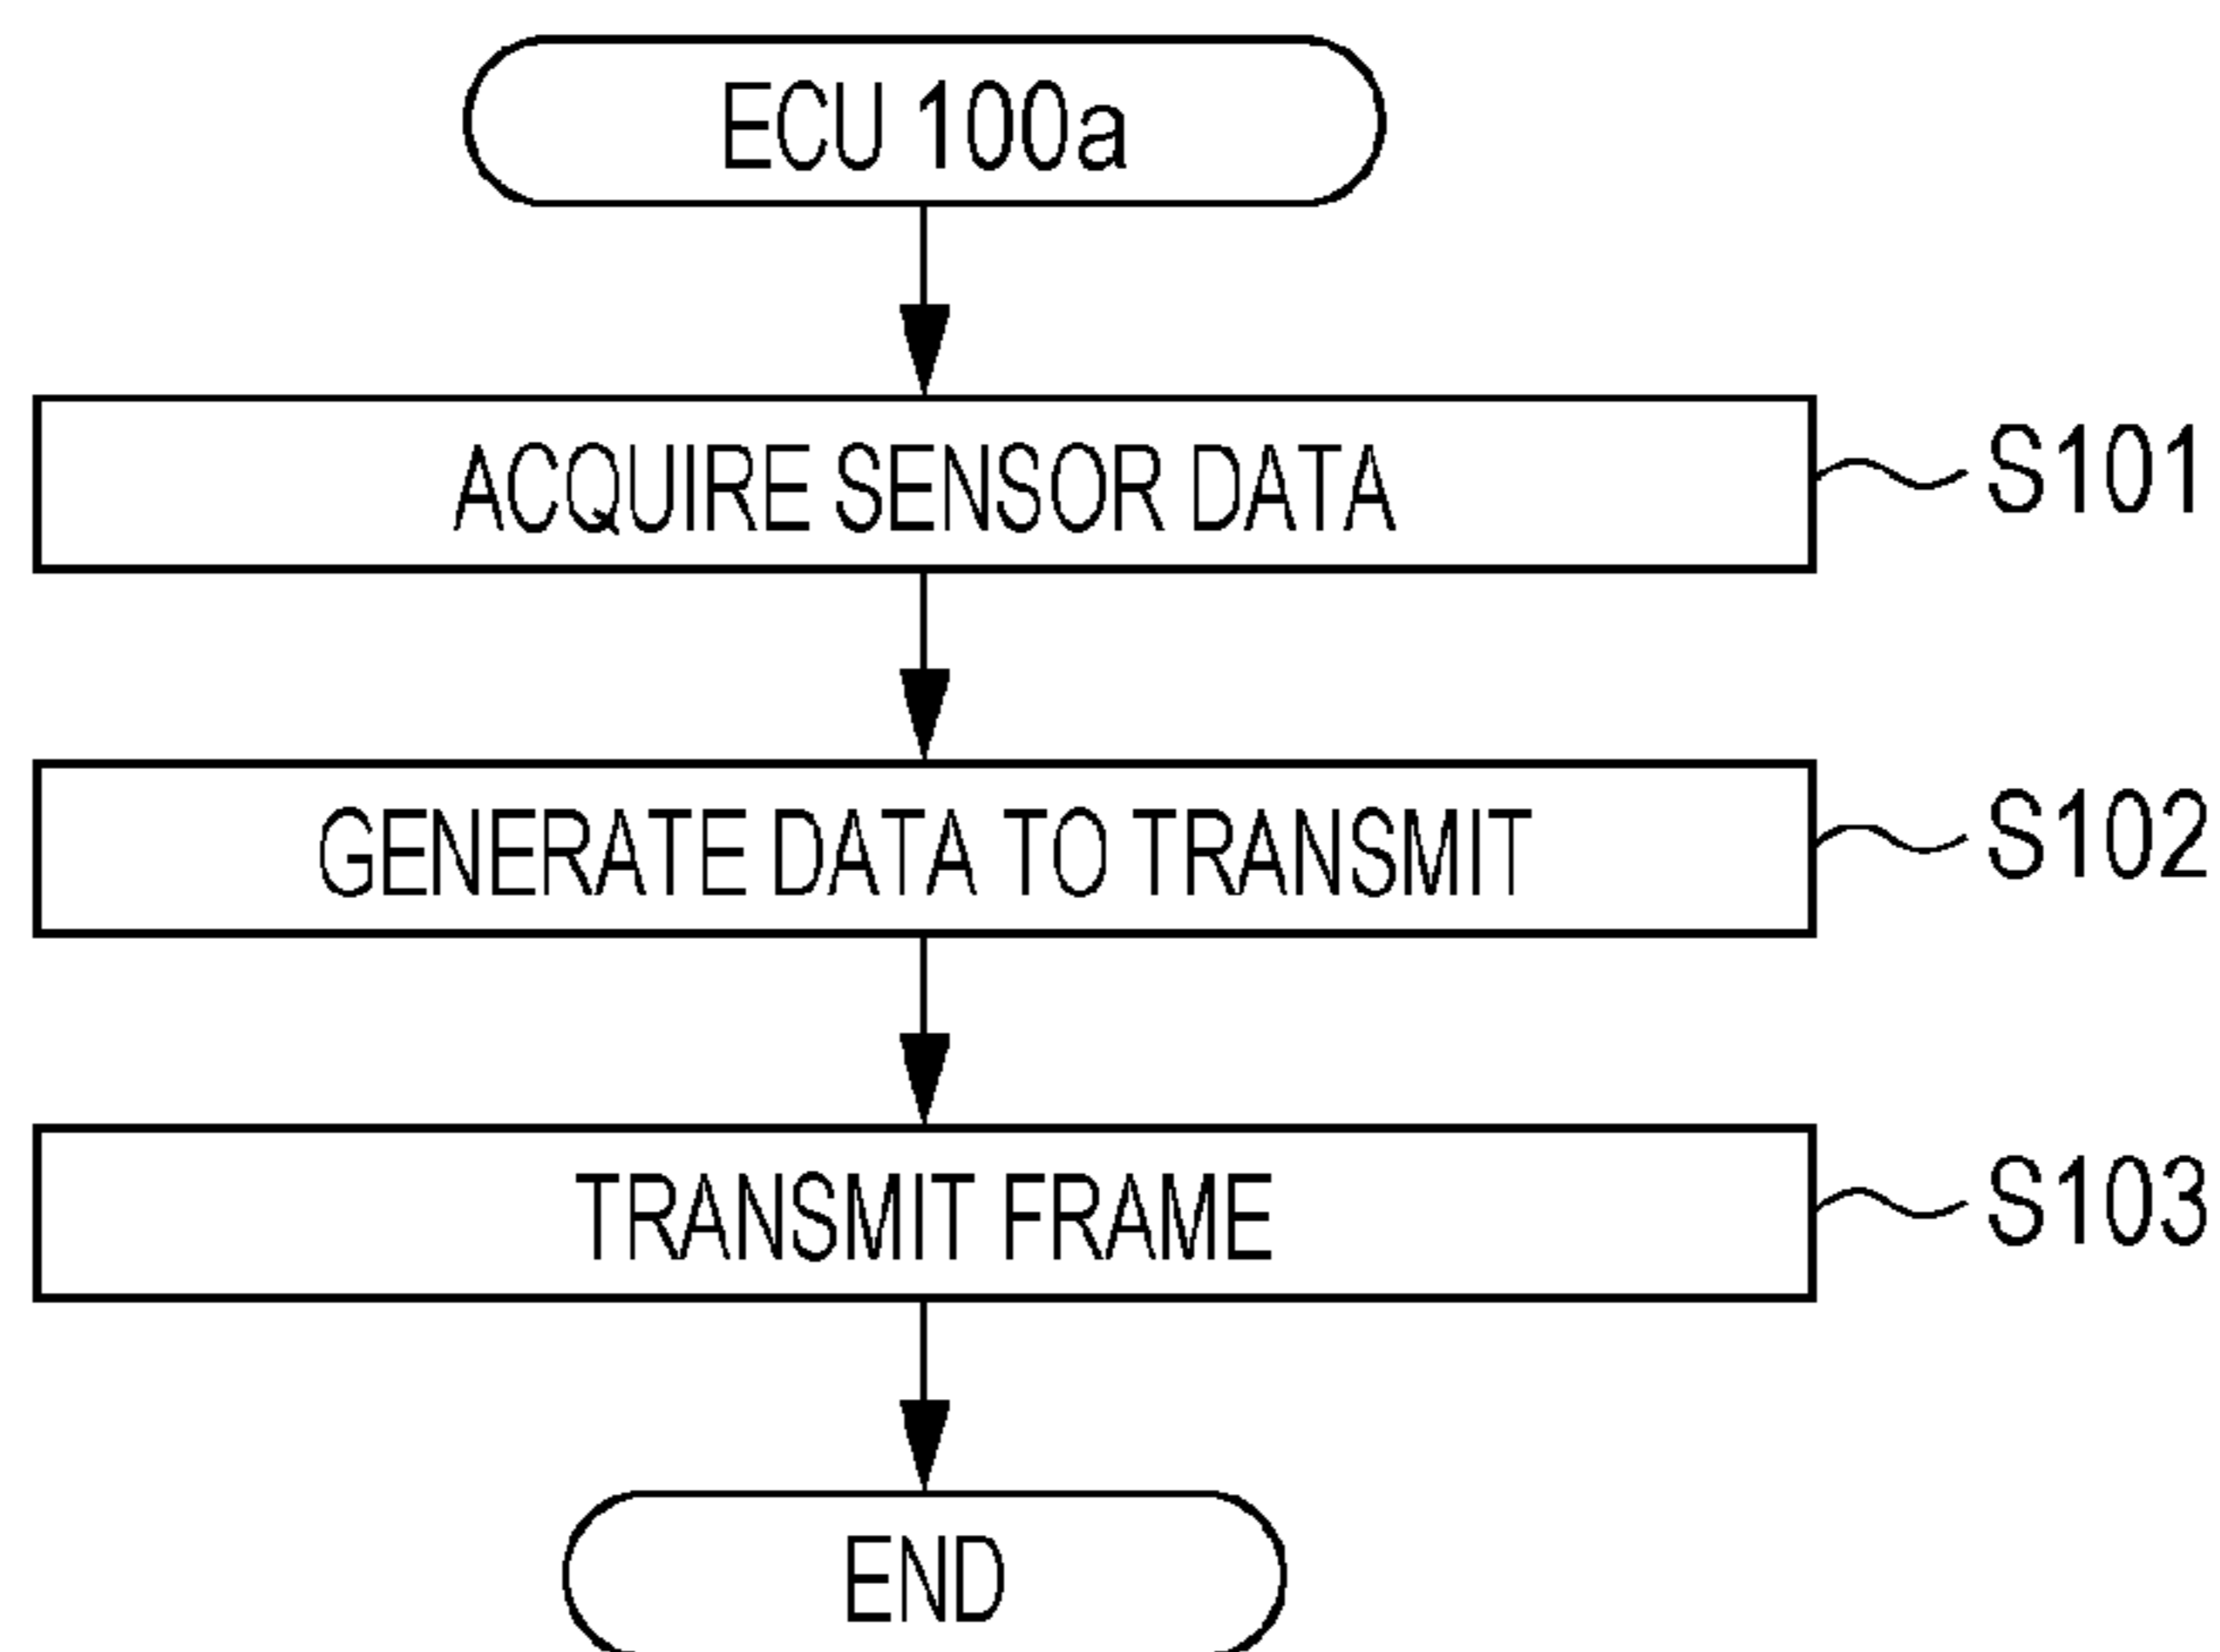 ECU 100a
ACQUIRE SENSOR DATA
S101
GENERATE DATA TO TRANSMIT
S102
TRANSMIT FRAME
S103
END